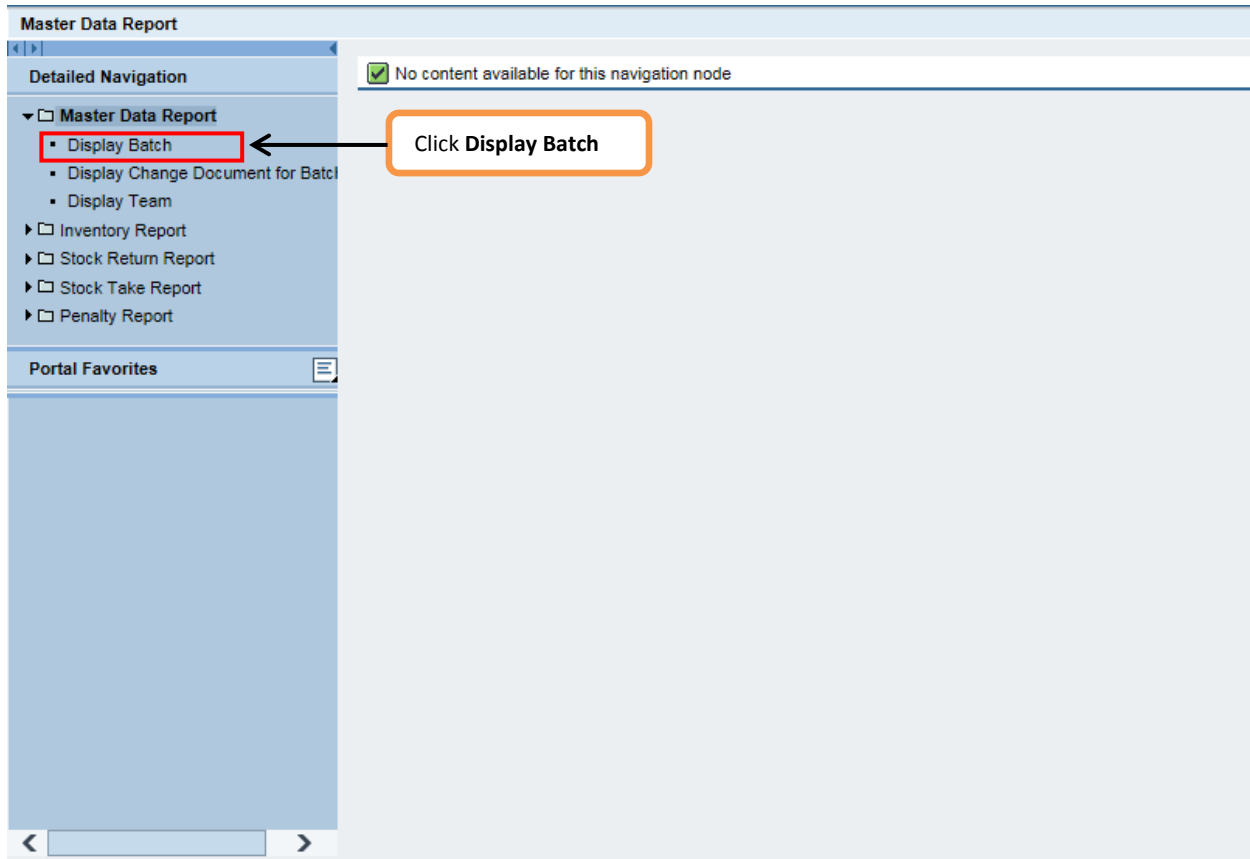 Master Data Report
Detailed Navigation
No content available for this navigation node
Master Data Report
Display Batch
Click Display Batch
Display Change Document for Batch
Display Team
Inventory Report
Stock Return Report
Stock Take Report
Penalty Report
Portal Favorites